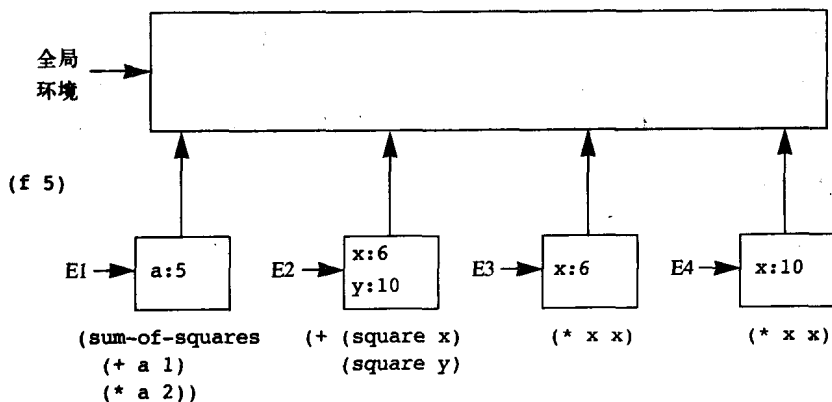 全局
环境
(f 5)
E1
a:5
(sum-of-squares
(+ a 1)
(* a 2))
E2
x:6
y:10
(+ (square x)
(square y)
E3
x:6
(* x x)
E4
x:10
(* x x)